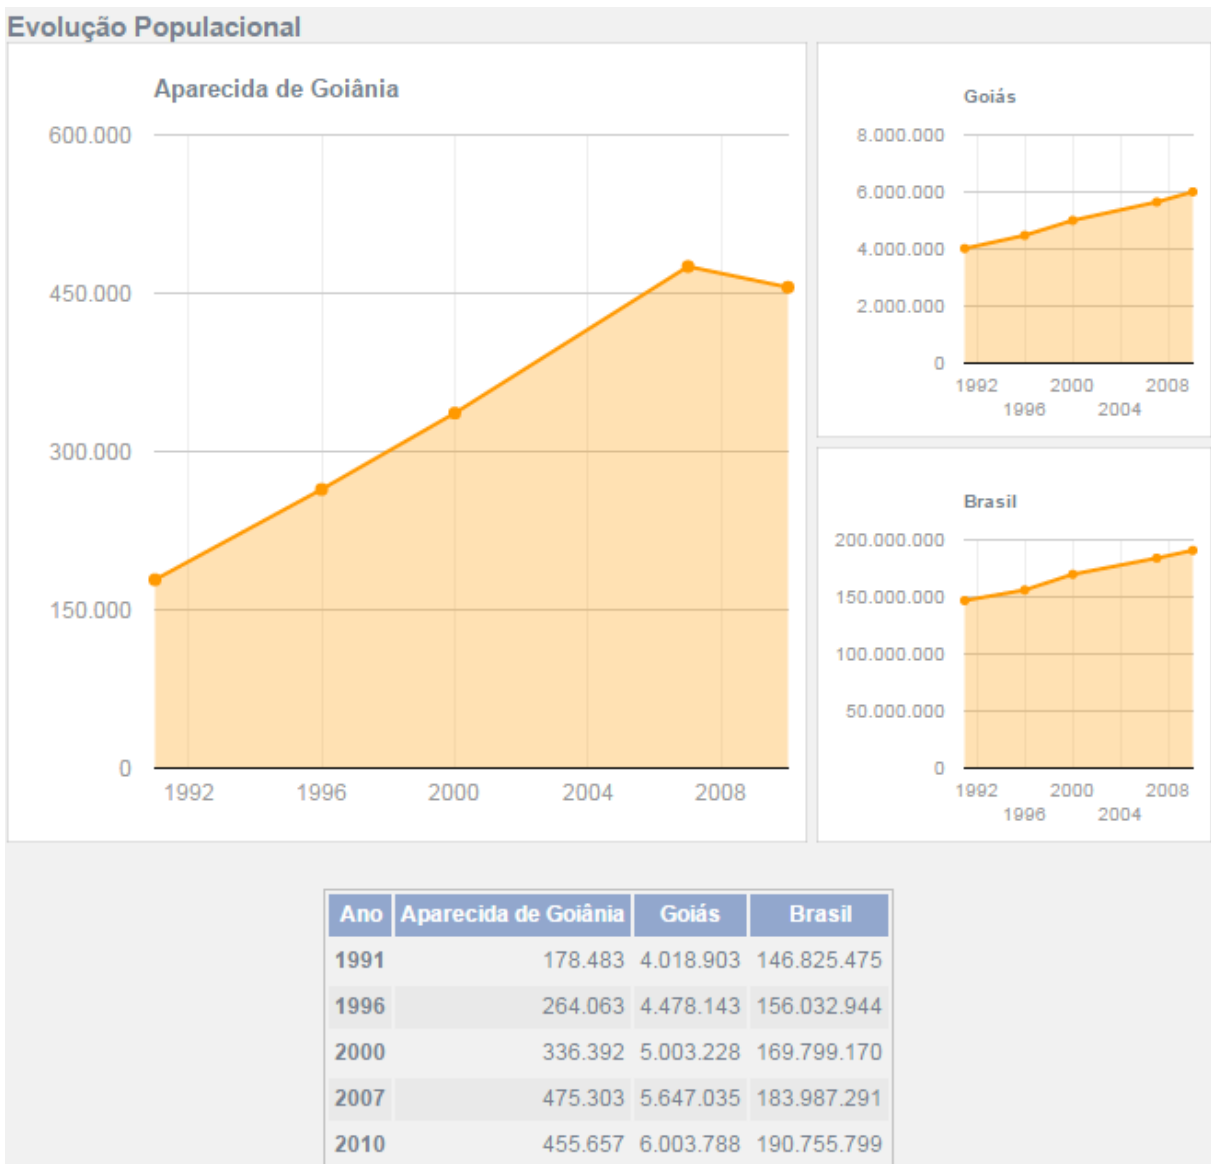 Evolução Populacional
Aparecida de Goiânia
600.000
450.000
300.000
150.000
0
1992 1996 2000 2004 2008
Goiás
8.000.000
6.000.000
4.000.000
2.000.000
0
1992 2000 2008
1996 2004
Brasil
200.000.000
150.000.000
100.000.000
50.000.000
0
1992 2000 2008
1996 2004
Ano Aparecida de Goiânia Goiás Brasil
1991 178.483 4.018.903 146.825.475
1996 264.063 4.478.143 156.032.944
2000 336.392 5.003.228 169.799.170
2007 475.303 5.647.035 183.987.291
2010 455.657 6.003.788 190.755.799